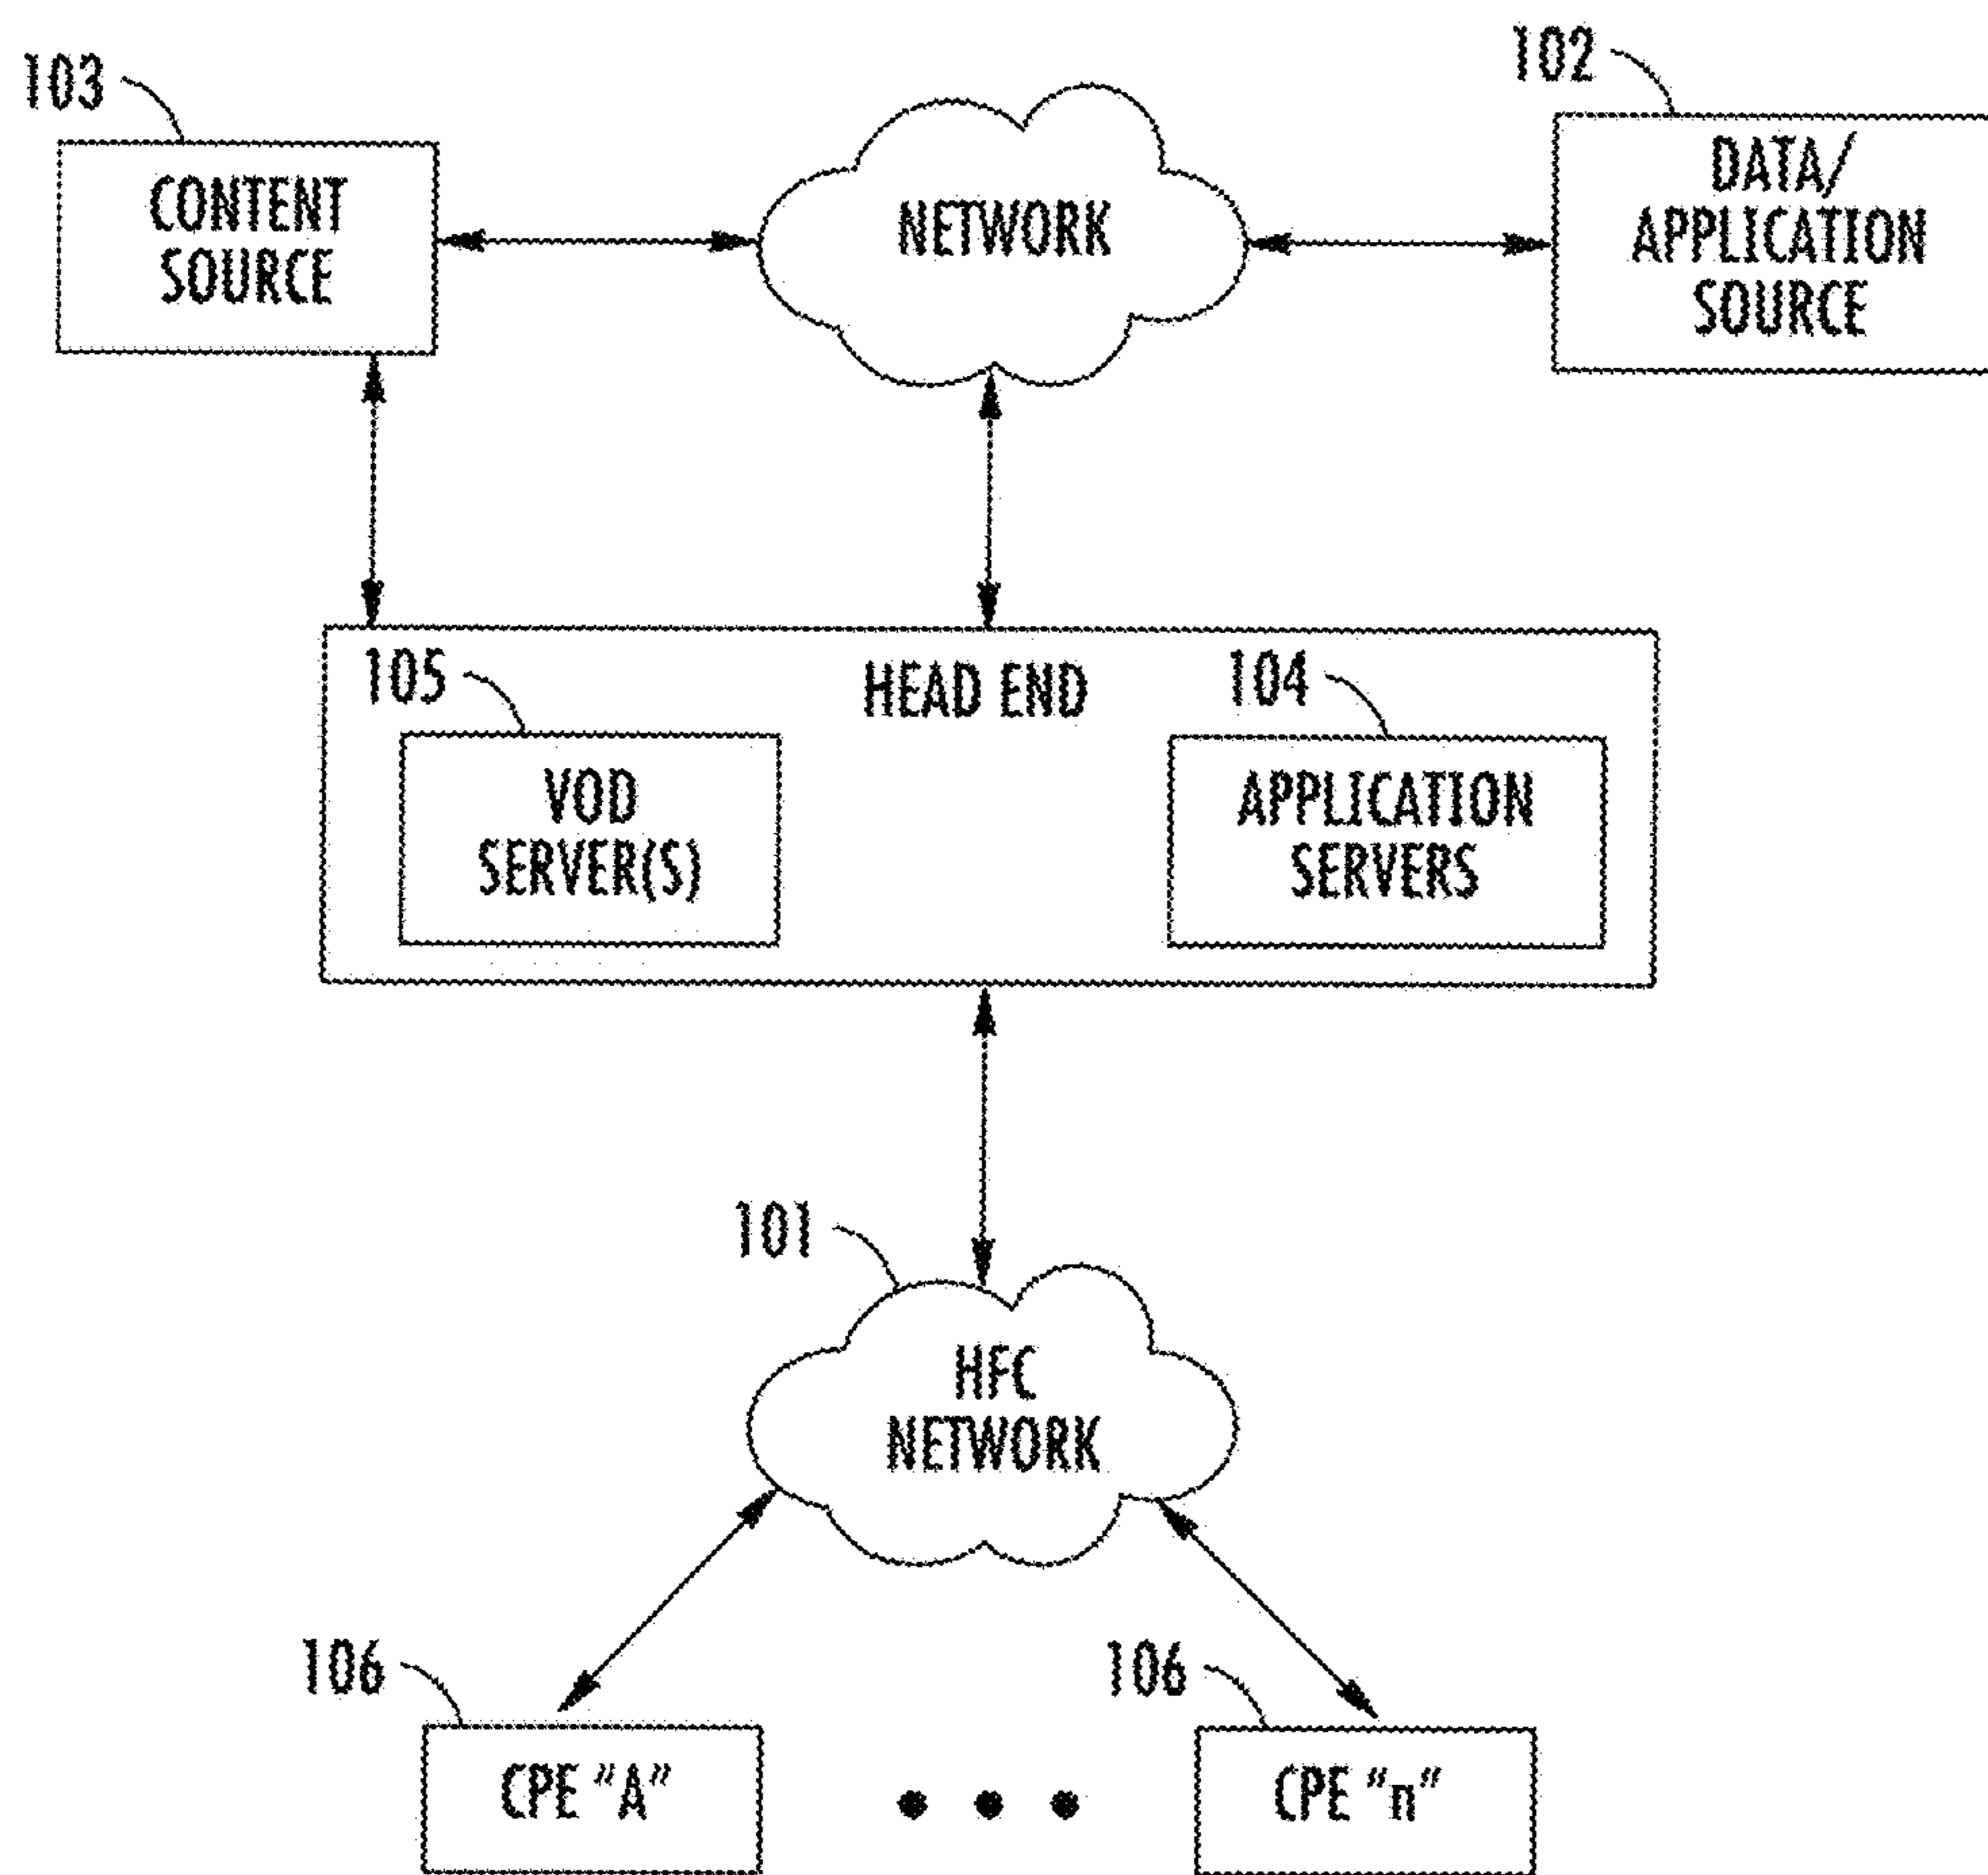 103
102
CONTENT
SOURCE
NETWORK
DATA/
APPLICATION
SOURCE
105
HEAD END
104
VOD
SERVER(S)
APPLICATION
SERVERS
101
HFC
NETWORK
106
106
CPE "A"
CPE "n"